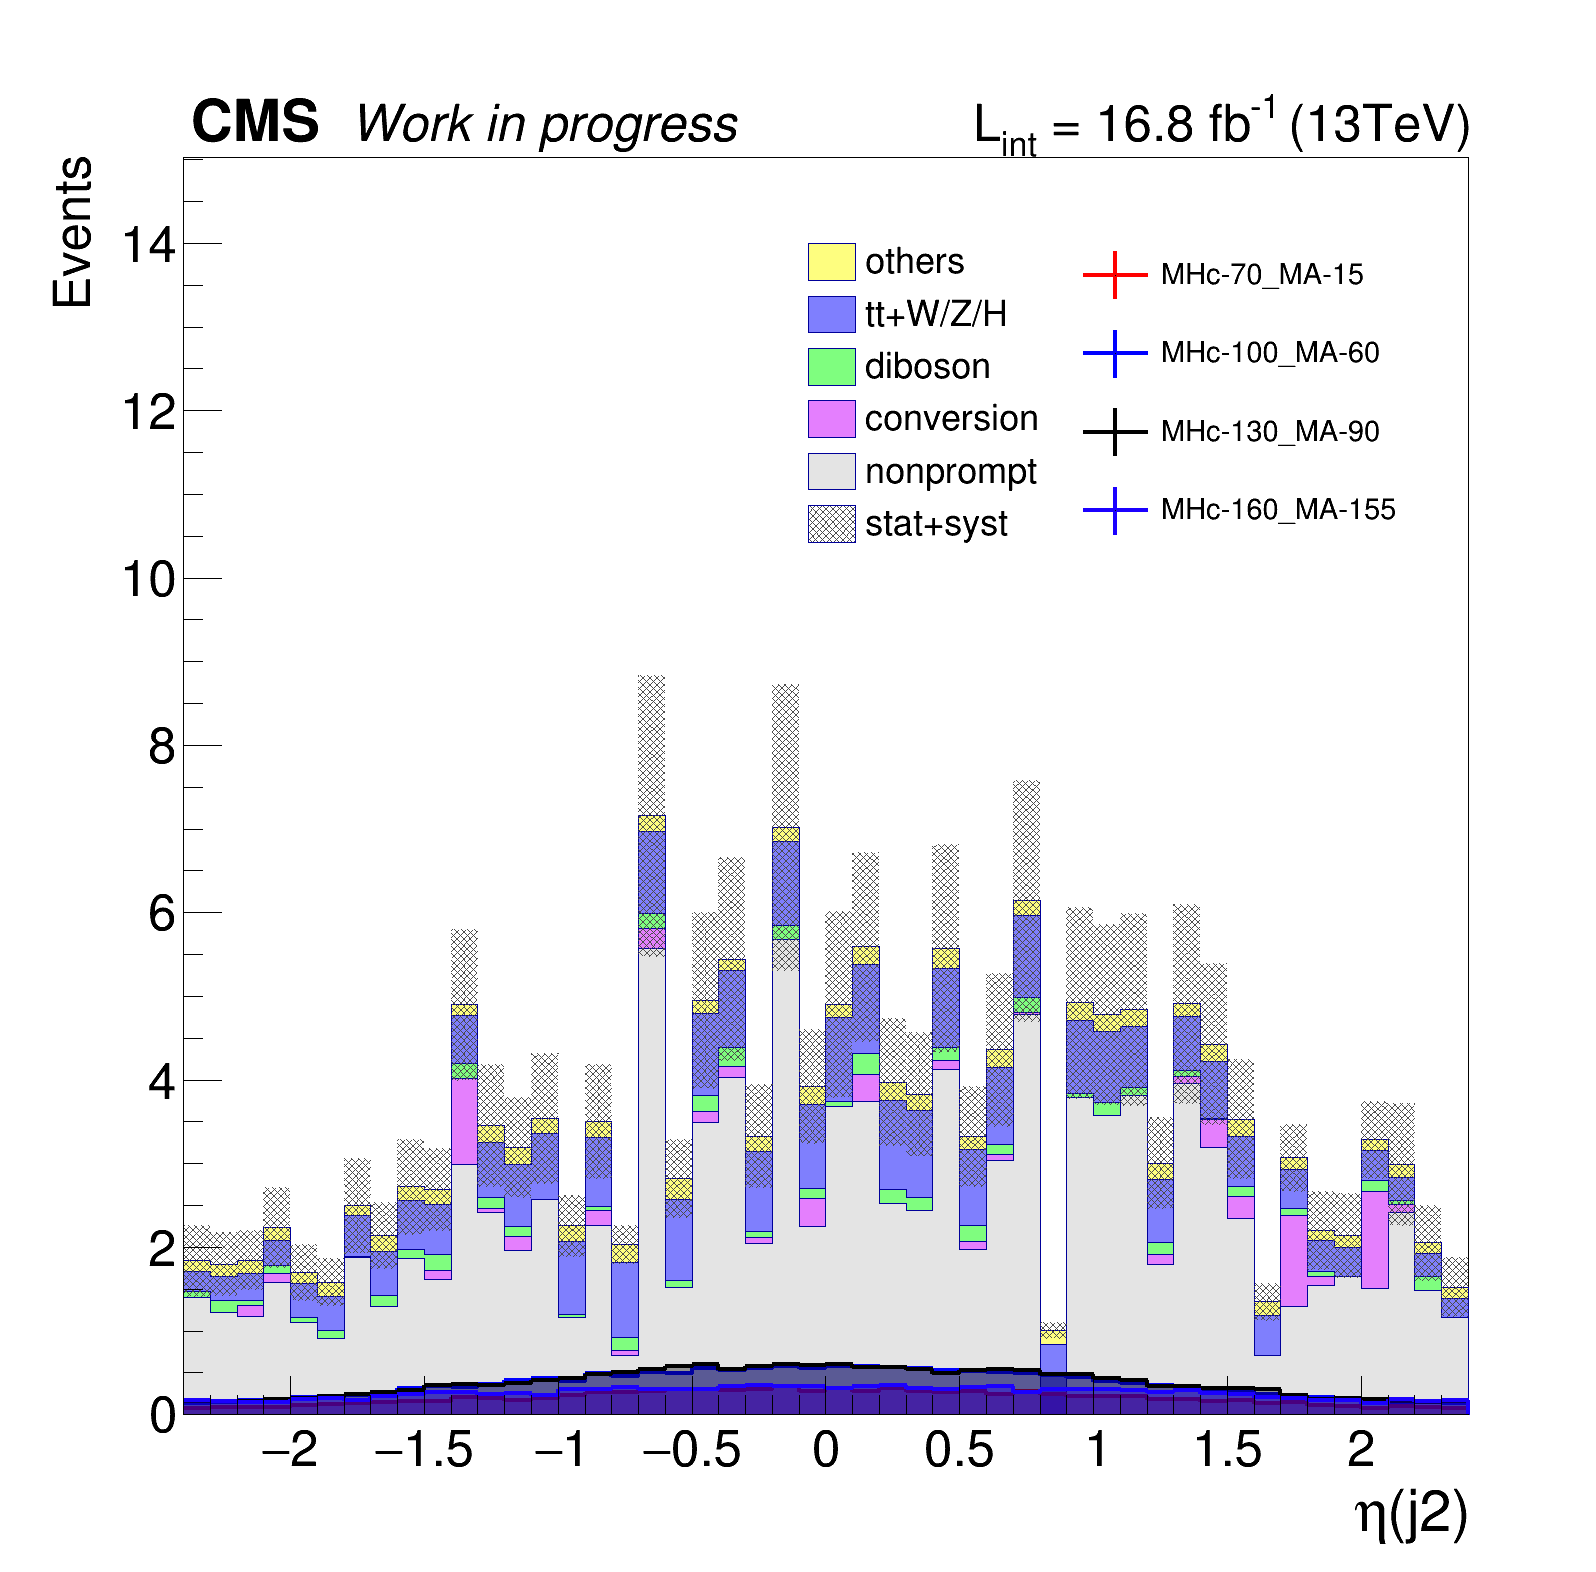 CMS Work in progress
L_int = 16.8 fb^-1 (13TeV)
Events
14
12
10
8
6
4
2
0
others
tt+W/Z/H
diboson
conversion
nonprompt
stat+syst
MHc-70_MA-15
MHc-100_MA-60
MHc-130_MA-90
MHc-160_MA-155
−2 −1.5 −1 −0.5 0 0.5 1 1.5 2
η(j2)